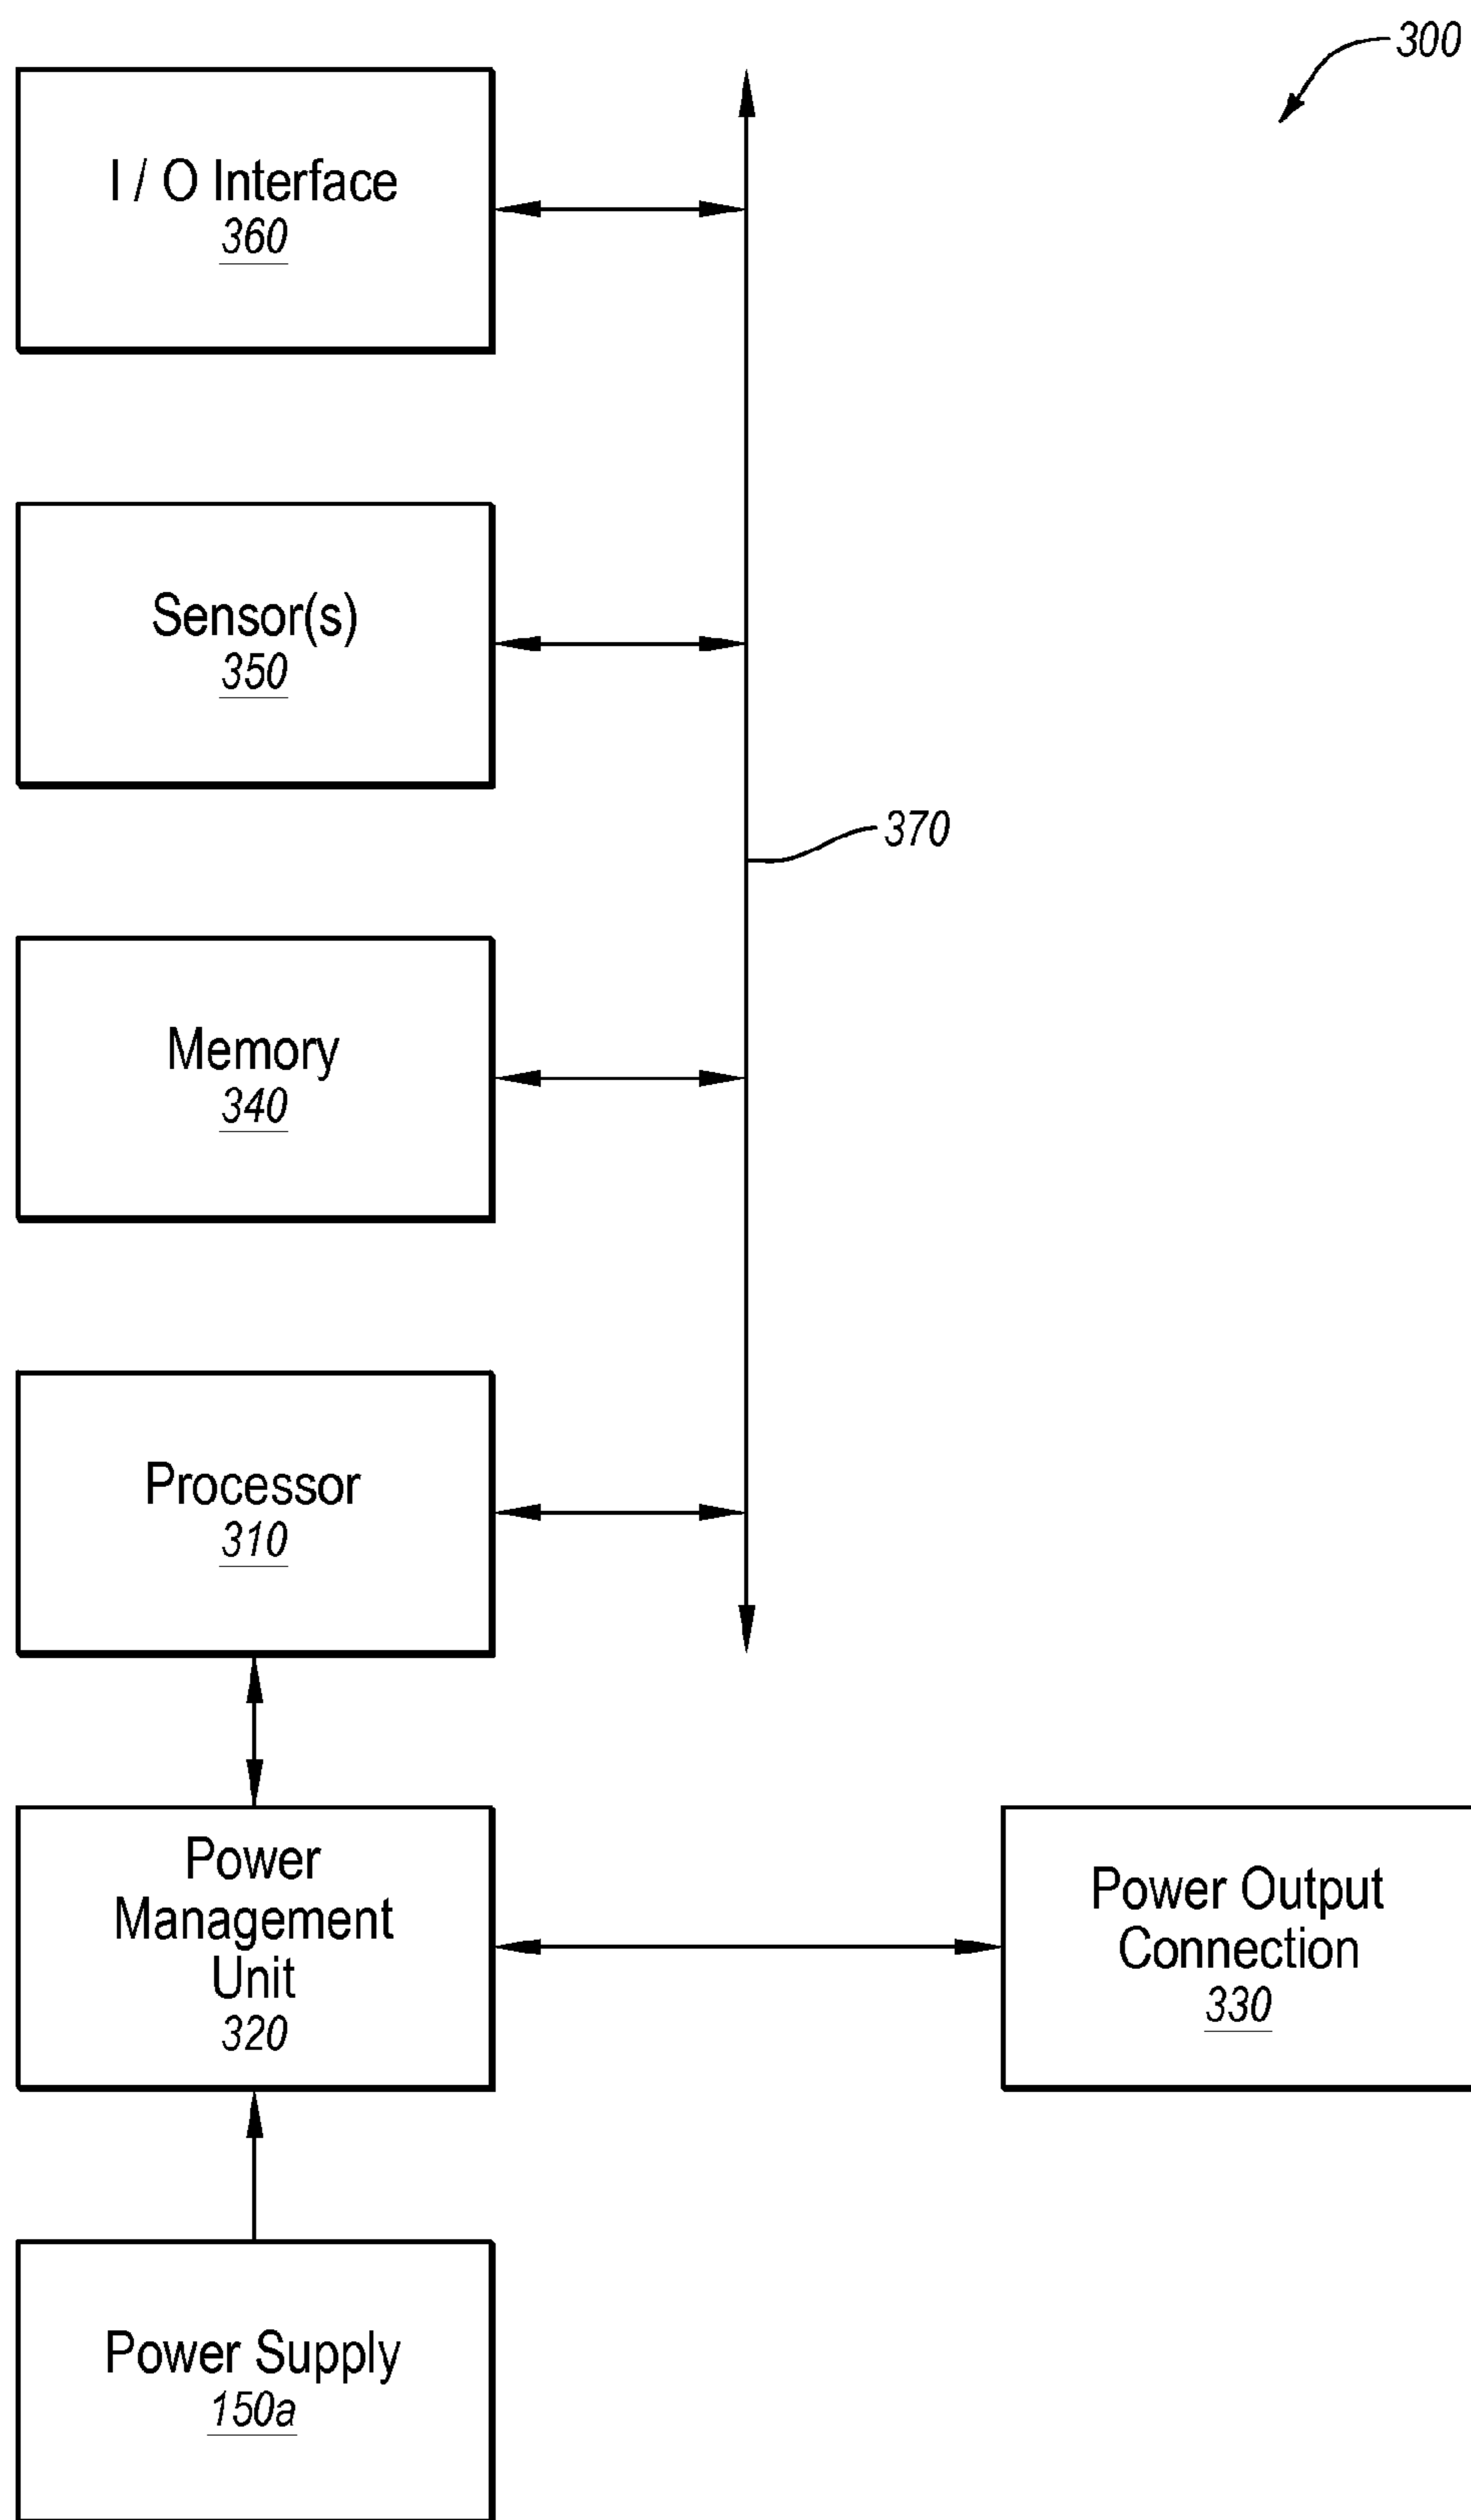 300
I / O Interface
360
Sensor(s)
350
370
Memory
340
Processor
310
Power
Management
Unit
320
Power Output
Connection
330
Power Supply
150a